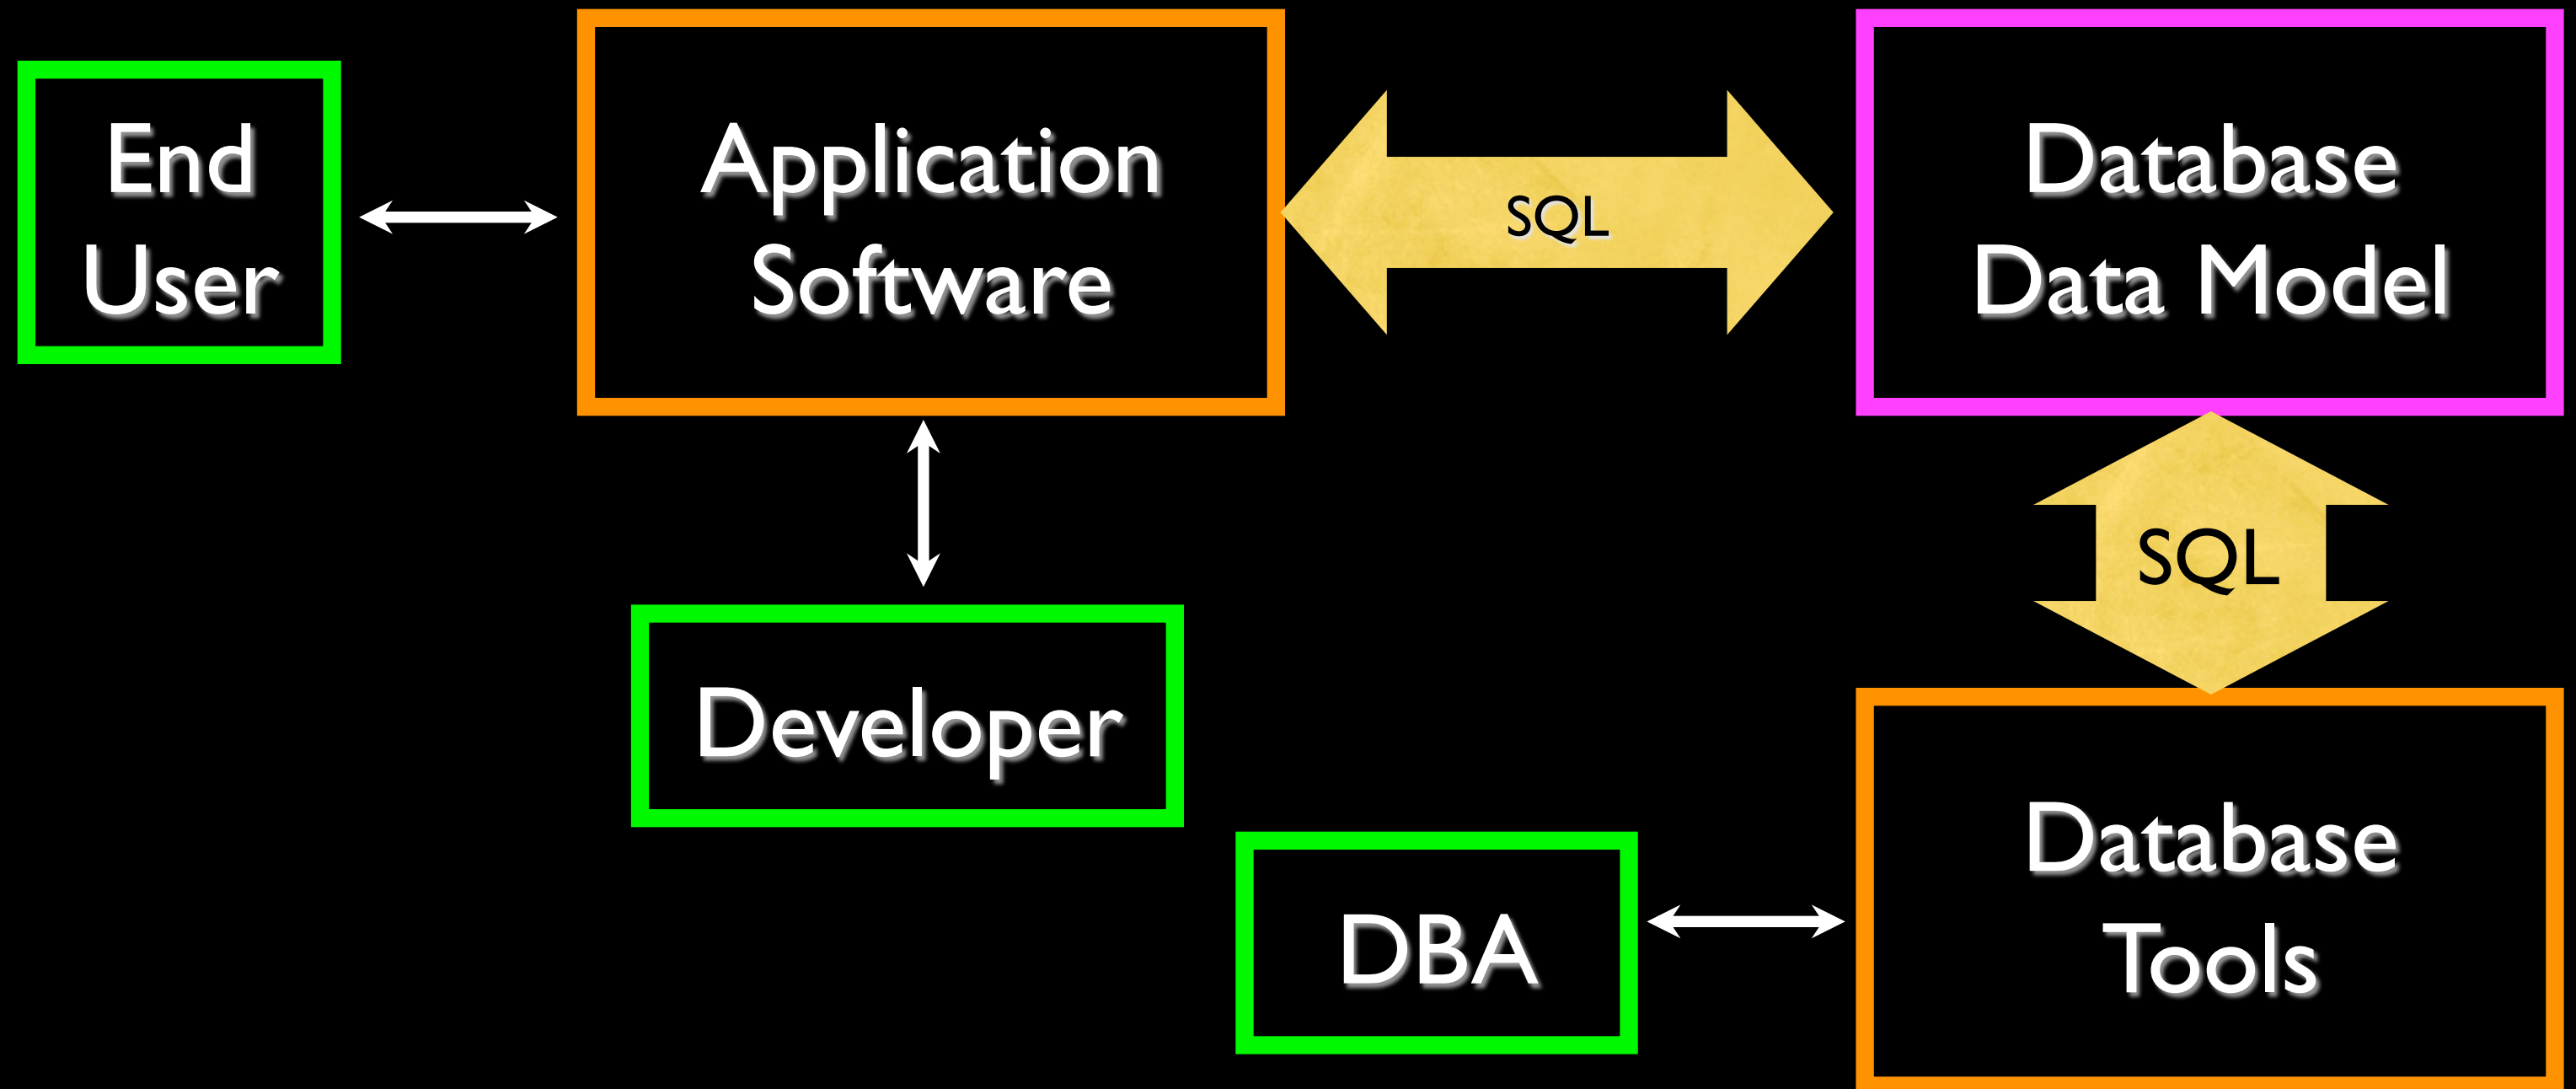 End
User
Application
Software
SQL
Database
Data Model
SQL
Developer
DBA
Database
Tools